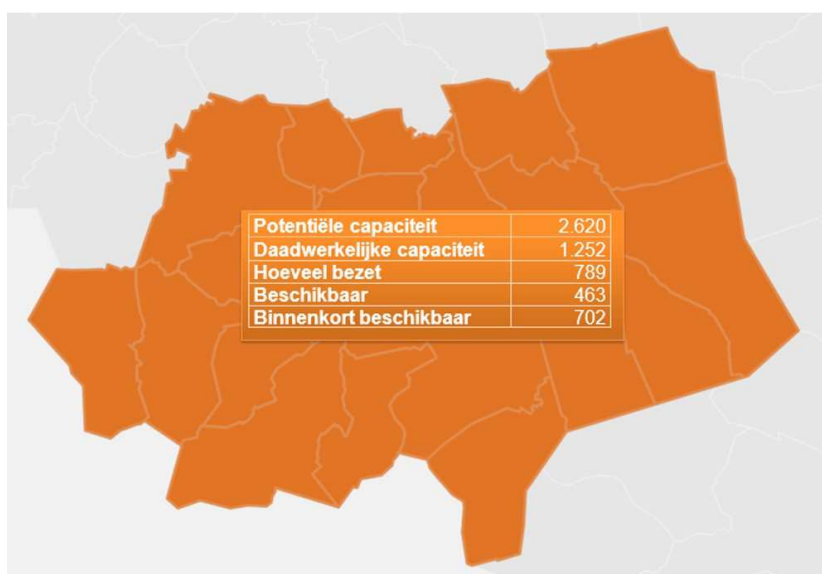 Potentiële capaciteit 2.620
Daadwerkelijke capaciteit 1.252
Hoeveel bezet 789
Beschikbaar 463
Binnenkort beschikbaar 702